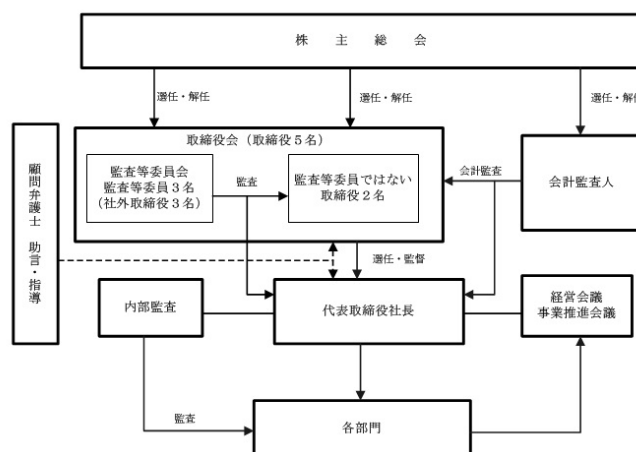 株 主 総 会
選任・解任
選任・解任
選任・解任
顧問弁護士 助言・指導
取締役会（取締役５名）
監査等委員会
監査等委員３名
（社外取締役３名）
監査
監査等委員ではない
取締役２名
会計監査
会計監査人
選任・監督
内部監査
代表取締役社長
経営会議
事業推進会議
監査
各部門